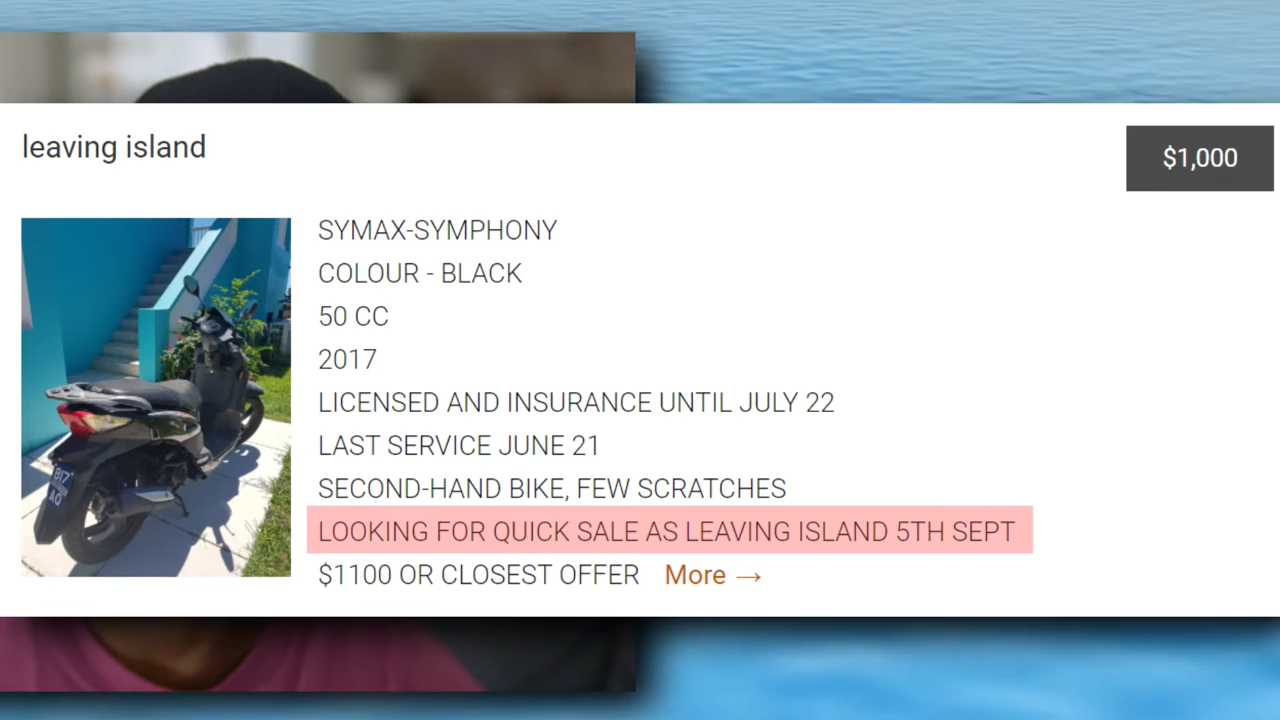 leaving island
$1,000
SYMAX-SYMPHONY
COLOUR - BLACK
50 CC
2017
LICENSED AND INSURANCE UNTIL JULY 22
LAST SERVICE JUNE 21
SECOND-HAND BIKE, FEW SCRATCHES
LOOKING FOR QUICK SALE AS LEAVING ISLAND 5TH SEPT
$1100 OR CLOSEST OFFER More →
817
AQ